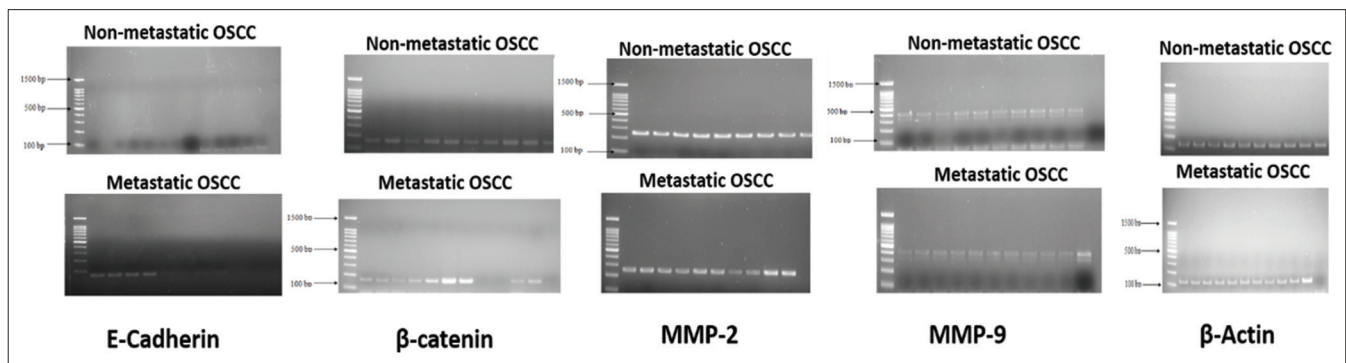 Non-metastatic OSCC
Non-metastatic OSCC
Non-metastatic OSCC
Non-metastatic OSCC
Non-metastatic OSCC
1500 bp
500 bp
100 bp
1500 bp
500 bp
100 bp
1500 bp
500 bp
100 bp
Metastatic OSCC
Metastatic OSCC
Metastatic OSCC
Metastatic OSCC
Metastatic OSCC
1500 bp
500 bp
100 bp
1500 bp
500 bp
100 bp
E-Cadherin
β-catenin
MMP-2
MMP-9
β-Actin